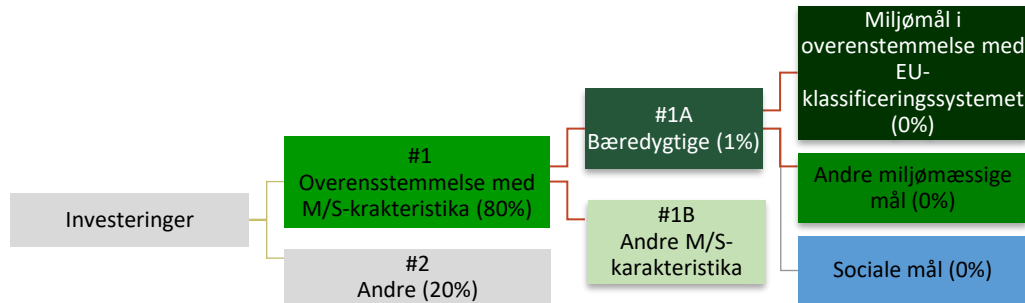 Investeringer
#1
Overensstemmelse med
M/S-krakteristika (80%)
#2
Andre (20%)
#1A
Bæredygtige (1%)
#1B
Andre M/S-
karakteristika
Miljømål i
overenstemmelse med
EU-
klassificeringssystemet
(0%)
Andre miljømæssige
mål (0%)
Sociale mål (0%)